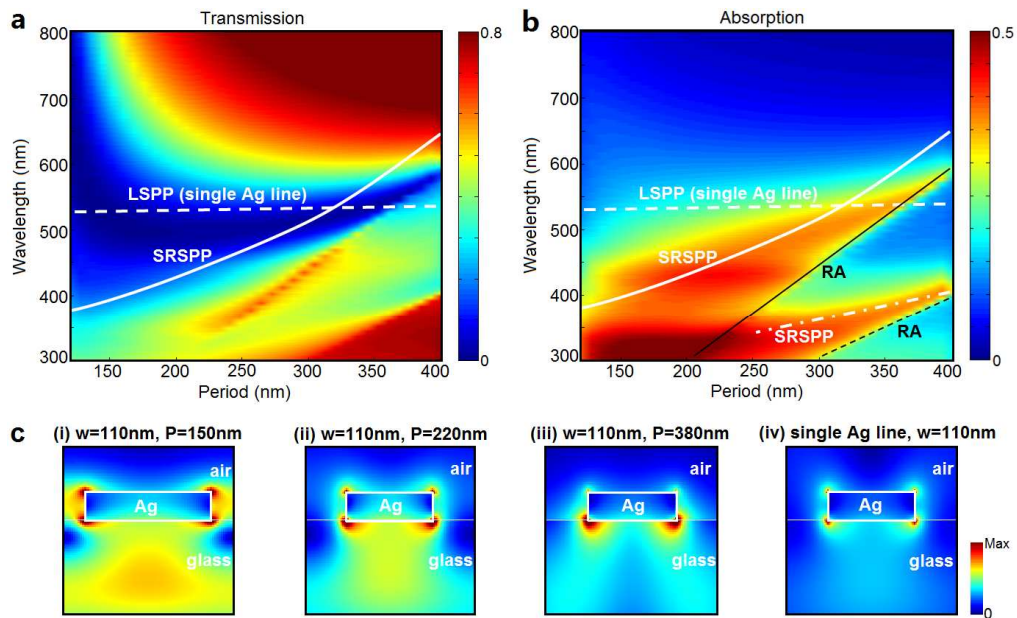 a
Transmission
800
700
600
500
400
300
Wavelength (nm)
LSPP (single Ag line)
SRSPP
150 200 250 300 350 400
Period (nm)
0.8
0
b
Absorption
800
700
600
500
400
300
Wavelength (nm)
LSPP (single Ag line)
SRSPP
RA
SRSPP
RA
150 200 250 300 350 400
Period (nm)
0.5
0
c
(i) w=110nm, P=150nm
air
Ag
glass
(ii) w=110nm, P=220nm
air
Ag
glass
(iii) w=110nm, P=380nm
air
Ag
glass
(iv) single Ag line, w=110nm
air
Ag
glass
Max
0